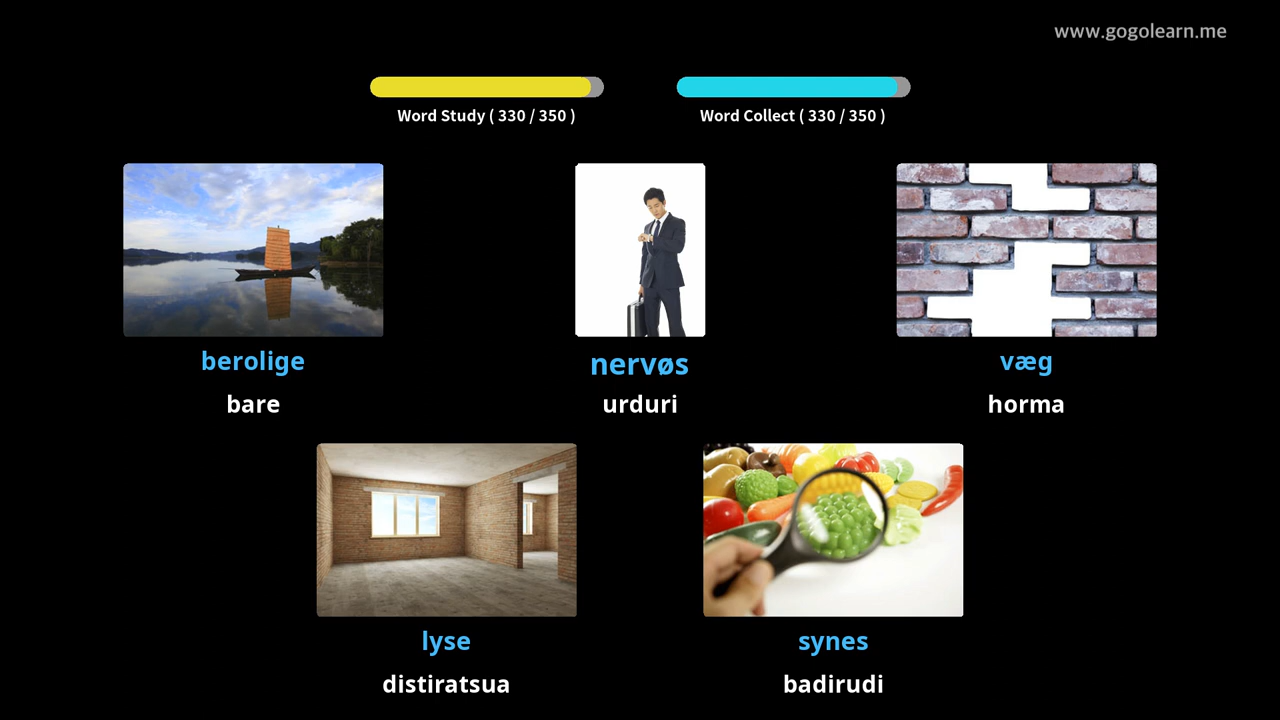 www.gogolearn.me
Word Study ( 330 / 350 )
Word Collect ( 330 / 350 )
berolige
bare
nervøs
urduri
væg
horma
lyse
distiratsua
synes
badirudi